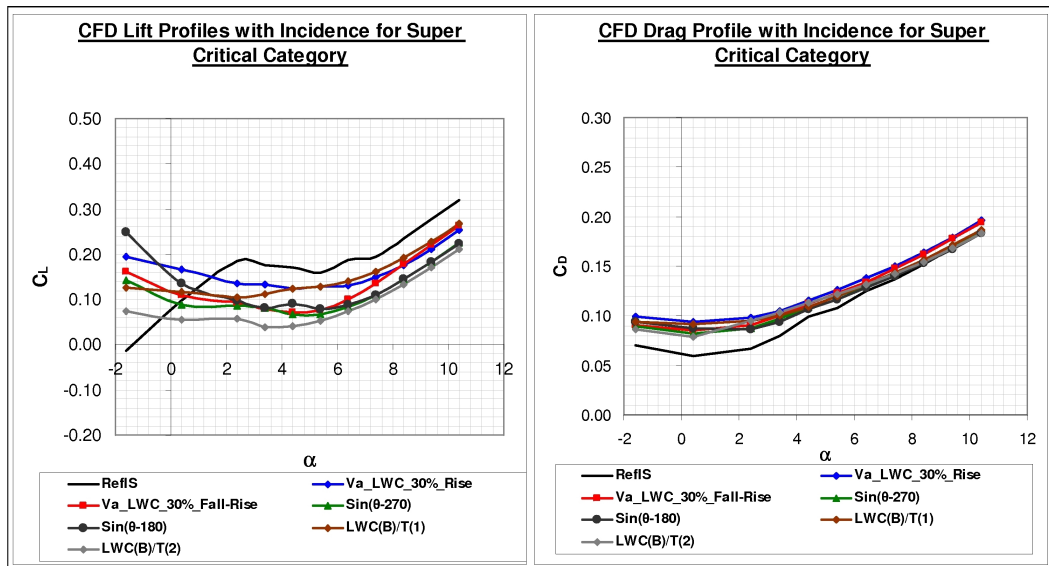 CFD Lift Profiles with Incidence for Super
Critical Category
0.50
0.40
0.30
0.20
0.10
0.00
-0.10
-0.20
CL
-2
0
2
4
6
8
10
12
α
RefIS
Va_LWC_30%_Rise
Va_LWC_30%_Fall-Rise
Sin(θ-270)
Sin(θ-180)
LWC(B)/T(1)
LWC(B)/T(2)
CFD Drag Profile with Incidence for Super
Critical Category
0.30
0.25
0.20
0.15
0.10
0.05
0.00
CD
-2
0
2
4
6
8
10
12
α
RefIS
Va_LWC_30%_Rise
Va_LWC_30%_Fall-Rise
Sin(θ-270)
Sin(θ-180)
LWC(B)/T(1)
LWC(B)/T(2)